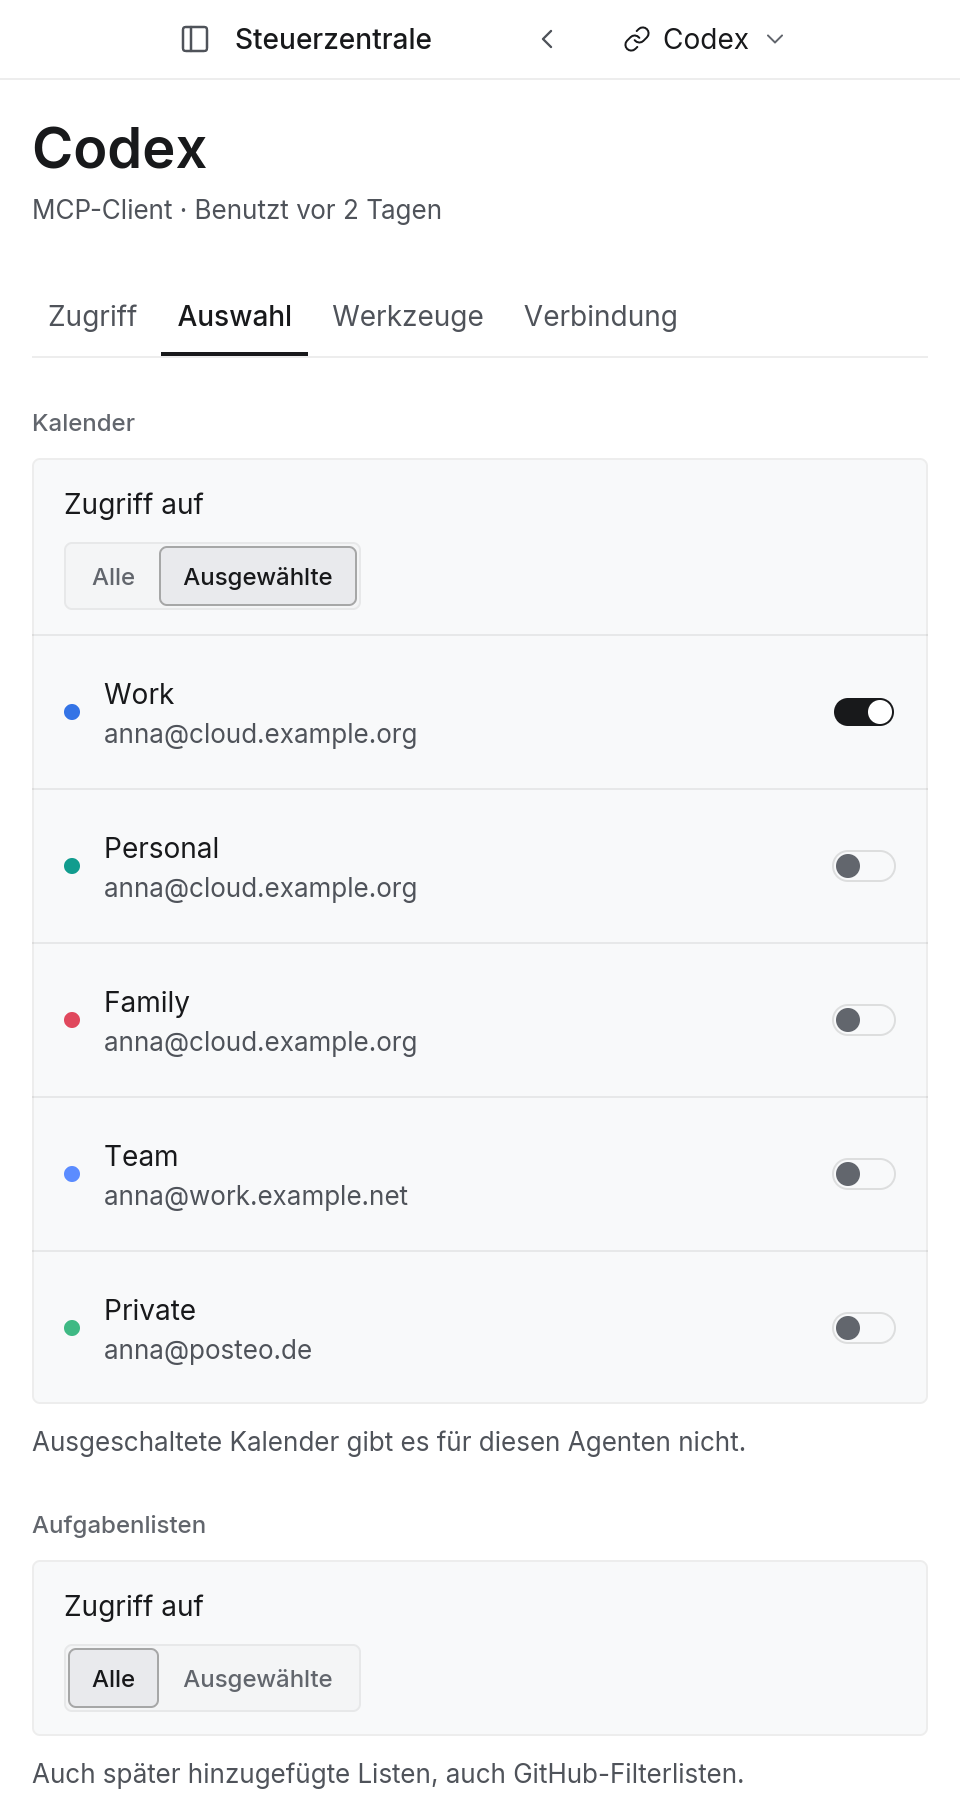 Steuerzentrale
Codex
Codex
MCP-Client · Benutzt vor 2 Tagen
Zugriff
Auswahl
Werkzeuge
Verbindung
Kalender
Zugriff auf
Alle
Ausgewählte
Work
anna@cloud.example.org
Personal
anna@cloud.example.org
Family
anna@cloud.example.org
Team
anna@work.example.net
Private
anna@posteo.de
Ausgeschaltete Kalender gibt es für diesen Agenten nicht.
Aufgabenlisten
Zugriff auf
Alle
Ausgewählte
Auch später hinzugefügte Listen, auch GitHub-Filterlisten.